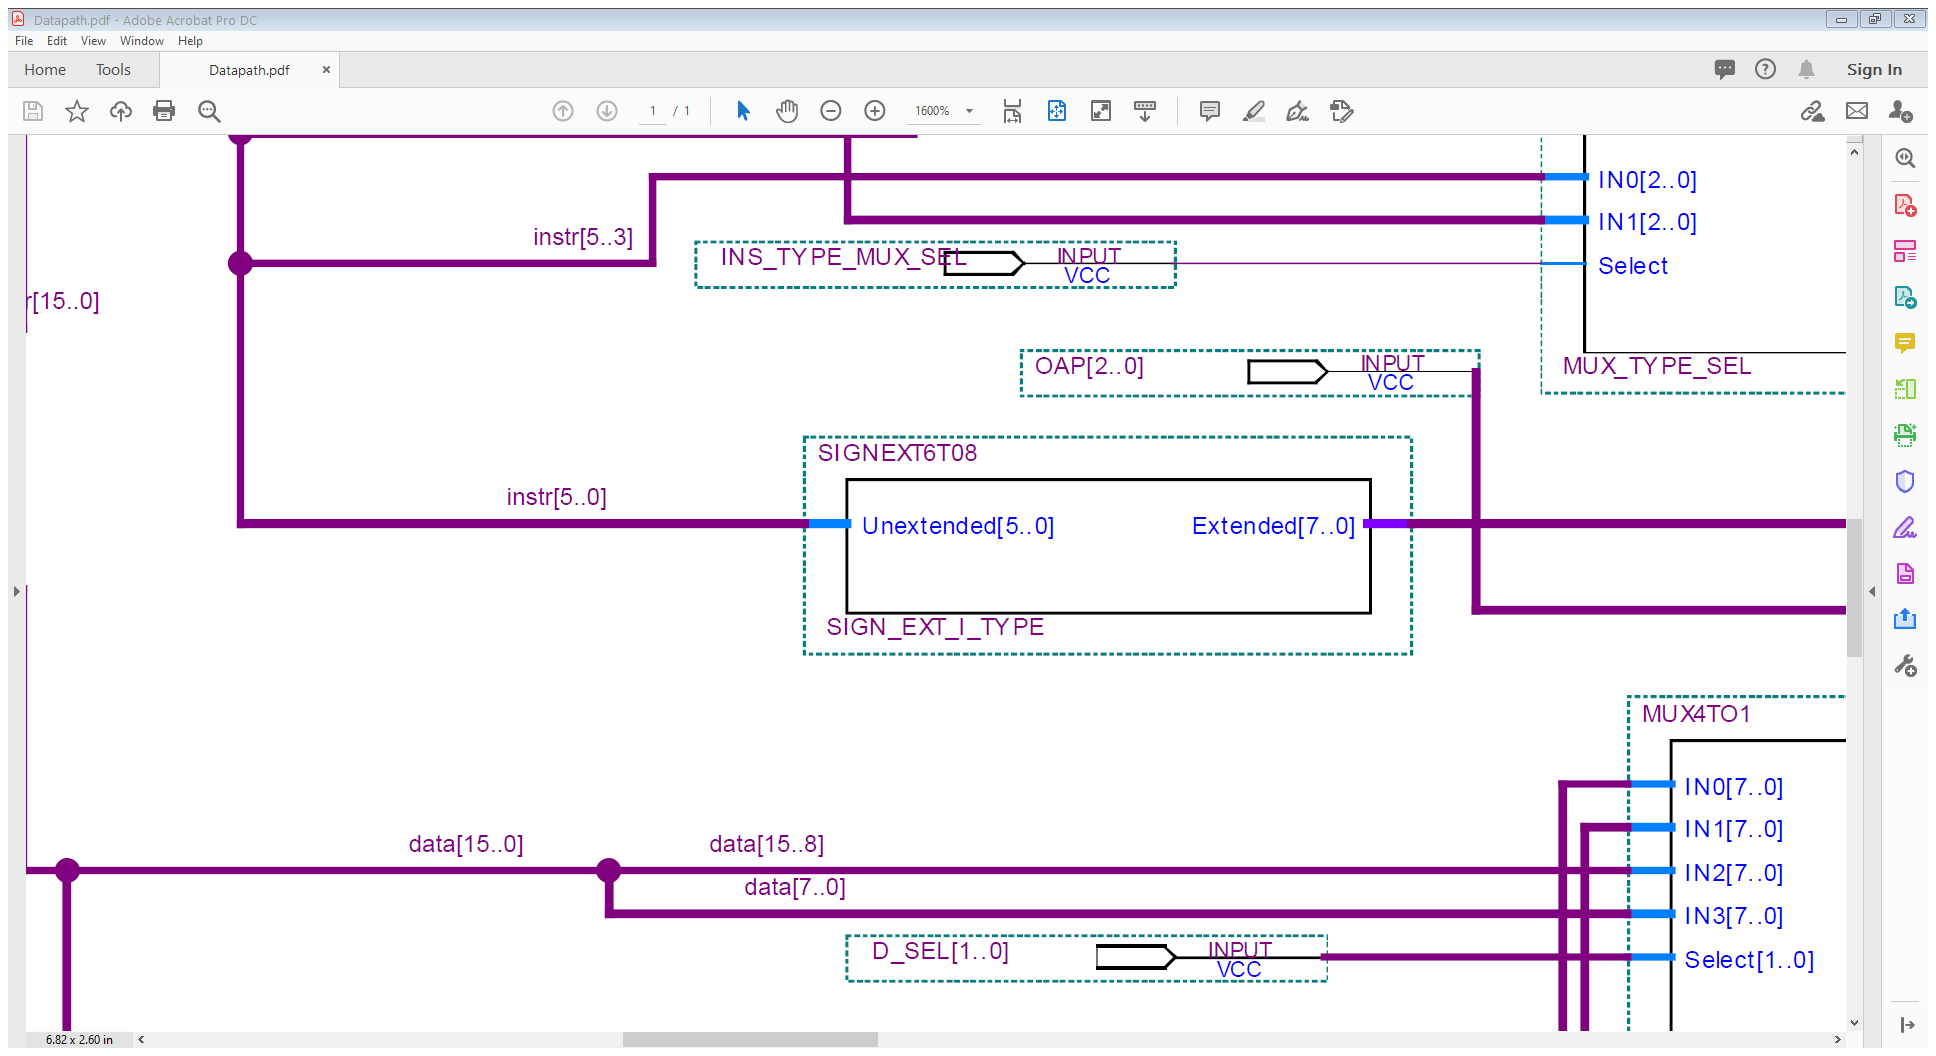 Datapath.pdf - Adobe Acrobat Pro DC
File Edit View Window Help
Home Tools Datapath.pdf × Sign In
1 / 1 1600%
IN0[2..0]
IN1[2..0]
instr[5..3]
INS_TYPE_MUX_SEL INPUT
VCC
Select
r[15..0]
OAP[2..0] INPUT
VCC
MUX_TYPE_SEL
SIGNEXT6TO8
instr[5..0]
Unextended[5..0] Extended[7..0]
SIGN_EXT_I_TYPE
MUX4TO1
IN0[7..0]
IN1[7..0]
data[15..0] data[15..8]
IN2[7..0]
data[7..0]
IN3[7..0]
D_SEL[1..0] INPUT
VCC
Select[1..0]
6.82 x 2.60 in